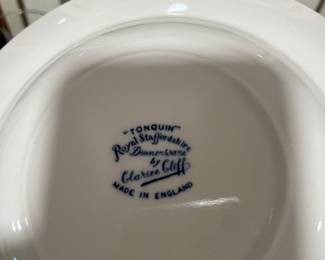 "TONQUIN"
Royal Staffordshire
Dinnerware
by
Clarice Cliff
MADE IN ENGLAND